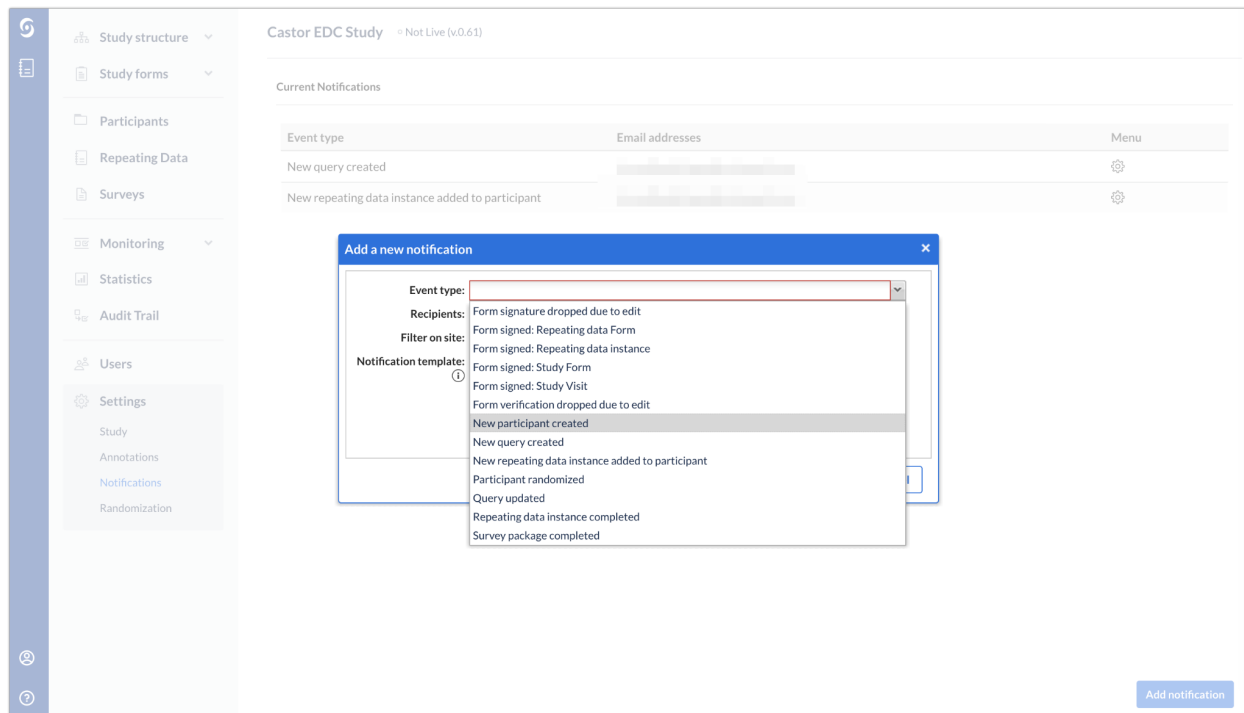 Castor EDC Study Not Live (v.0.61)
Study structure
Study forms
Participants
Repeating Data
Surveys
Monitoring
Statistics
Audit Trail
Users
Settings
Study
Annotations
Notifications
Randomization
Current Notifications
Event type Email addresses Menu
New query created
New repeating data instance added to participant
Add a new notification
Event type:
Recipients:
Filter on site:
Notification template:
Form signature dropped due to edit
Form signed: Repeating data Form
Form signed: Repeating data instance
Form signed: Study Form
Form signed: Study Visit
Form verification dropped due to edit
New participant created
New query created
New repeating data instance added to participant
Participant randomized
Query updated
Repeating data instance completed
Survey package completed
Add notification